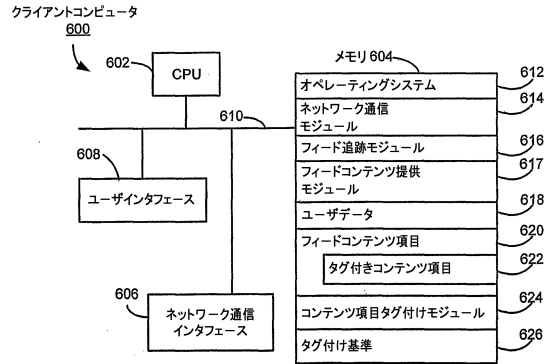 クライアントコンピュータ
600
602
CPU
メモリ 604
オペレーティングシステム
612
ネットワーク通信
モジュール
614
610
フィード追跡モジュール
616
フィードコンテンツ提供
モジュール
617
608
ユーザインタフェース
ユーザデータ
618
フィードコンテンツ項目
620
タグ付きコンテンツ項目
622
606
ネットワーク通信
インタフェース
コンテンツ項目タグ付けモジュール
624
タグ付け基準
626